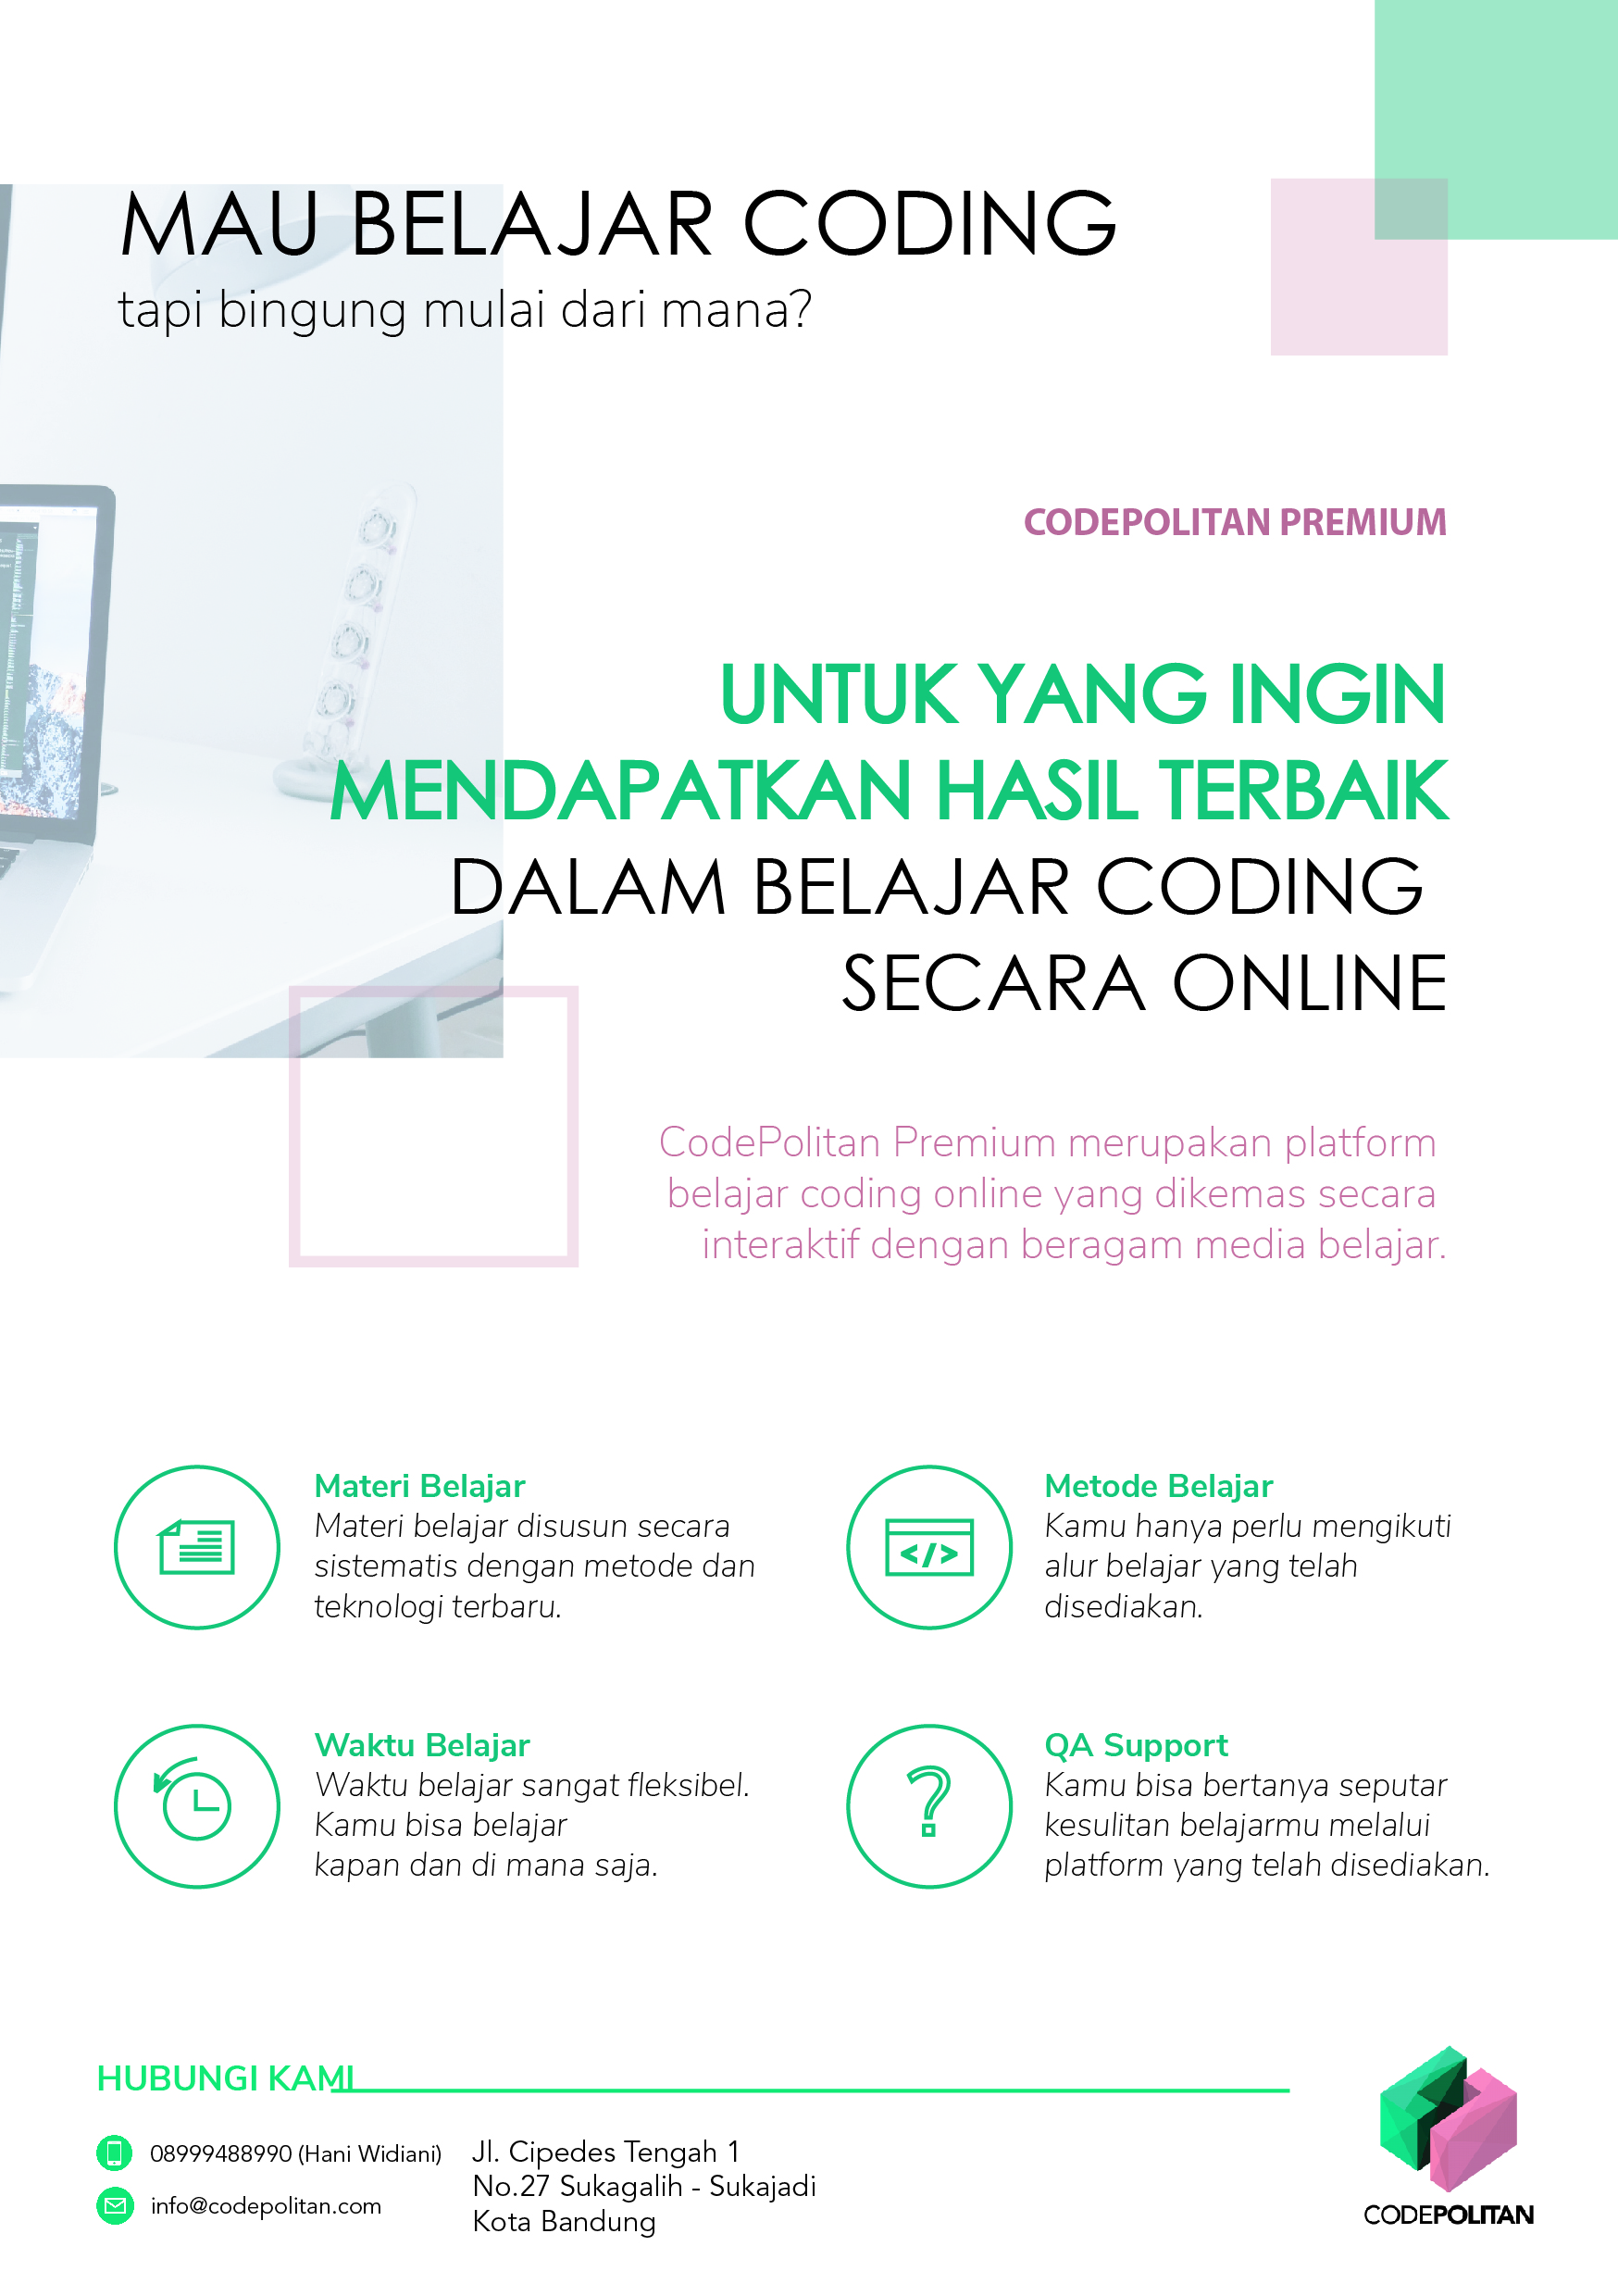 MAU BELAJAR CODING
tapi bingung mulai dari mana?
CODEPOLITAN PREMIUM
UNTUK YANG INGIN
MENDAPATKAN HASIL TERBAIK
DALAM BELAJAR CODING
SECARA ONLINE
CodePolitan Premium merupakan platform
belajar coding online yang dikemas secara
interaktif dengan beragam media belajar.
Materi Belajar
Materi belajar disusun secara
sistematis dengan metode dan
teknologi terbaru.
Metode Belajar
Kamu hanya perlu mengikuti
alur belajar yang telah
disediakan.
Waktu Belajar
Waktu belajar sangat fleksibel.
Kamu bisa belajar
kapan dan di mana saja.
QA Support
Kamu bisa bertanya seputar
kesulitan belajarmu melalui
platform yang telah disediakan.
HUBUNGI KAMI
08999488990 (Hani Widiani)
info@codepolitan.com
Jl. Cipedes Tengah 1
No.27 Sukagalih - Sukajadi
Kota Bandung
CODEPOLITAN